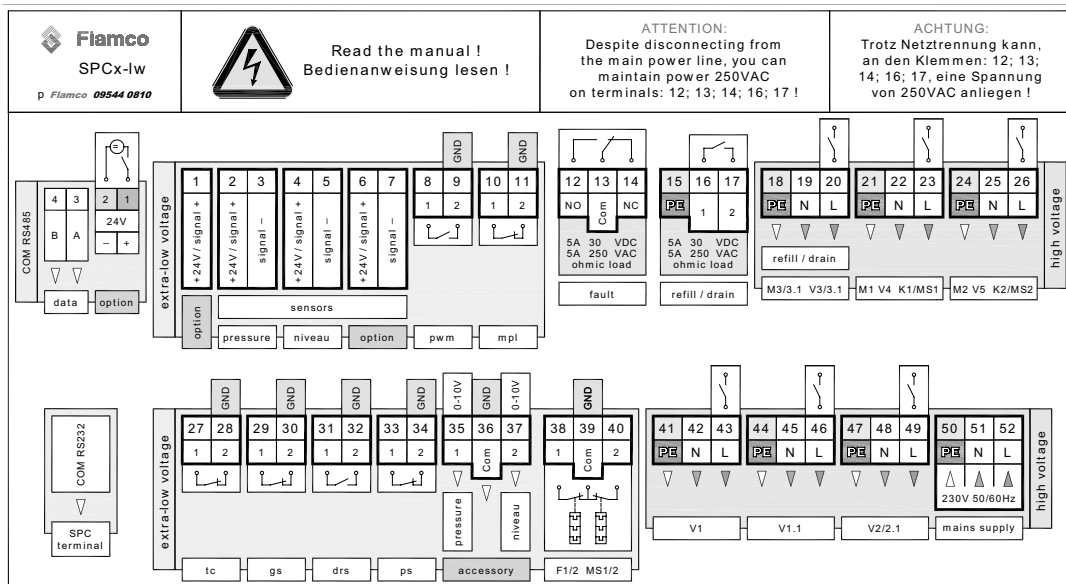 Flamco
SPCx-lw
p Flamco 09544 0810
Read the manual !
Bedienanweisung lesen !
ATTENTION:
Despite disconnecting from
the main power line, you can
maintain power 250VAC
on terminals: 12; 13; 14; 16; 17 !
ACHTUNG:
Trotz Netztrennung kann,
an den Klemmen: 12; 13;
14; 16; 17, eine Spannung
von 250VAC anliegen !
COM RS485
4 3
B A
data
2 1
24V
– +
option
extra-low voltage
GND GND
1 2 3 4 5 6 7 8 9 10 11
+ 24V / signal +
+ 24V / signal +
signal –
+ 24V / signal +
signal –
+ 24V / signal +
signal –
1 2 1 2
option
sensors
pressure niveau option pwm mpl
12 13 14
NO Com NC
5A 30 VDC
5A 250 VAC
ohmic load
fault
15 16 17
PE 1 2
5A 30 VDC
5A 250 VAC
ohmic load
refill / drain
18 19 20 21 22 23 24 25 26
PE N L PE N L PE N L
refill / drain
M3/3.1 V3/3.1 M1 V4 K1/MS1 M2 V5 K2/MS2
high voltage
COM RS232
SPC
terminal
extra-low voltage
GND GND GND GND 0-10V GND 0-10V GND
27 28 29 30 31 32 33 34 35 36 37 38 39 40
1 2 1 2 1 2 1 2 1 Com 2 1 Com 2
pressure niveau
tc gs drs ps accessory F1/2 MS1/2
41 42 43 44 45 46 47 48 49 50 51 52
PE N L PE N L PE N L PE N L
230V 50/60Hz
V1 V1.1 V2/2.1 mains supply
high voltage